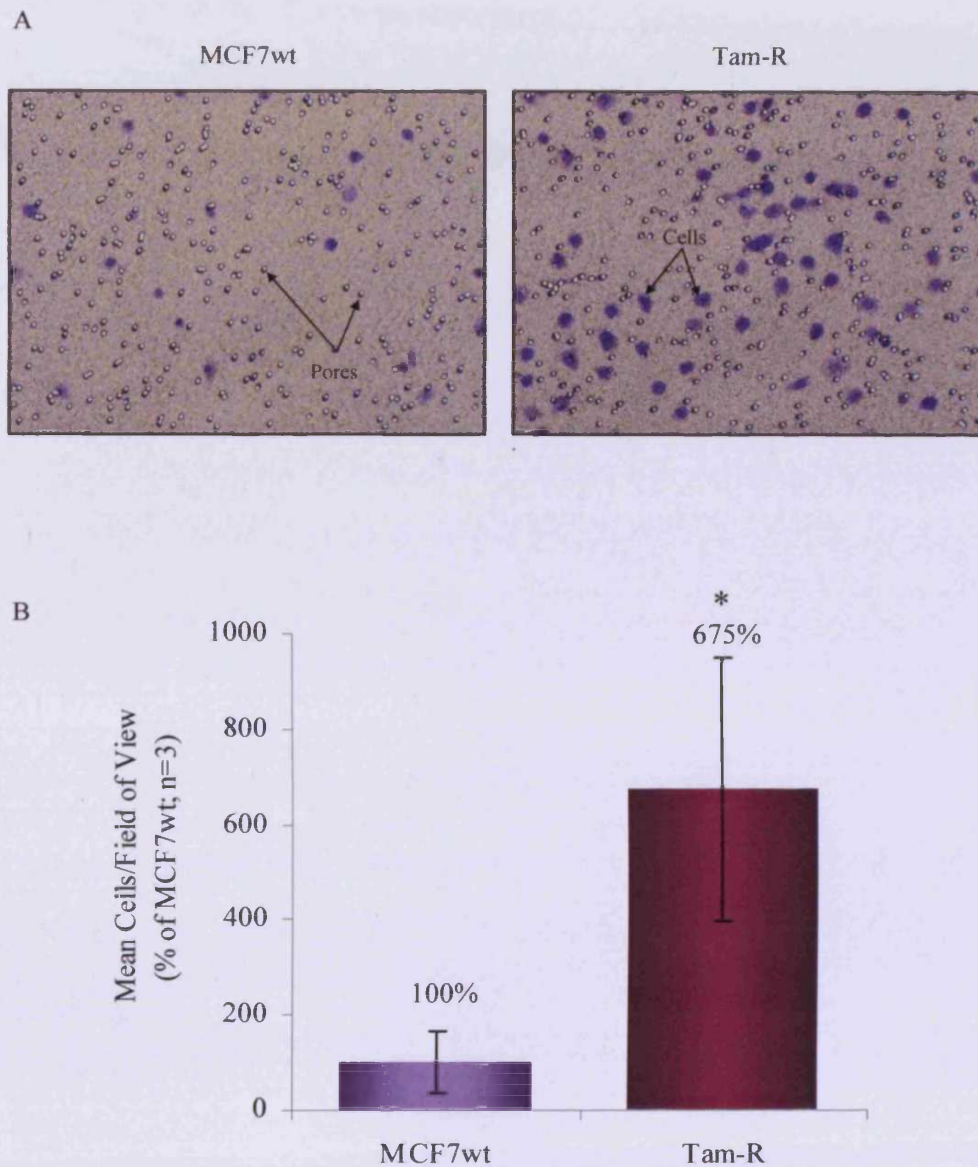 A
MCF7wt
Tam-R
Cells
Pores
B
*
675%
1000
800
600
400
200
0
100%
Mean Cells/Field of View
(% of MCF7wt; n=3)
MCF7wt
Tam-R